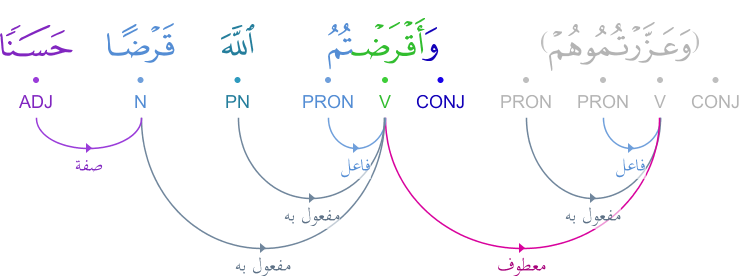 (وَعَزَّرْتُمُوهُمْ) وَأَقْرَضْتُمُ ٱللَّهَ قَرْضًا حَسَنًا
CONJ V PRON PRON CONJ V PRON PN N ADJ
فاعل فاعل صفة
مفعول به مفعول به
معطوف مفعول به